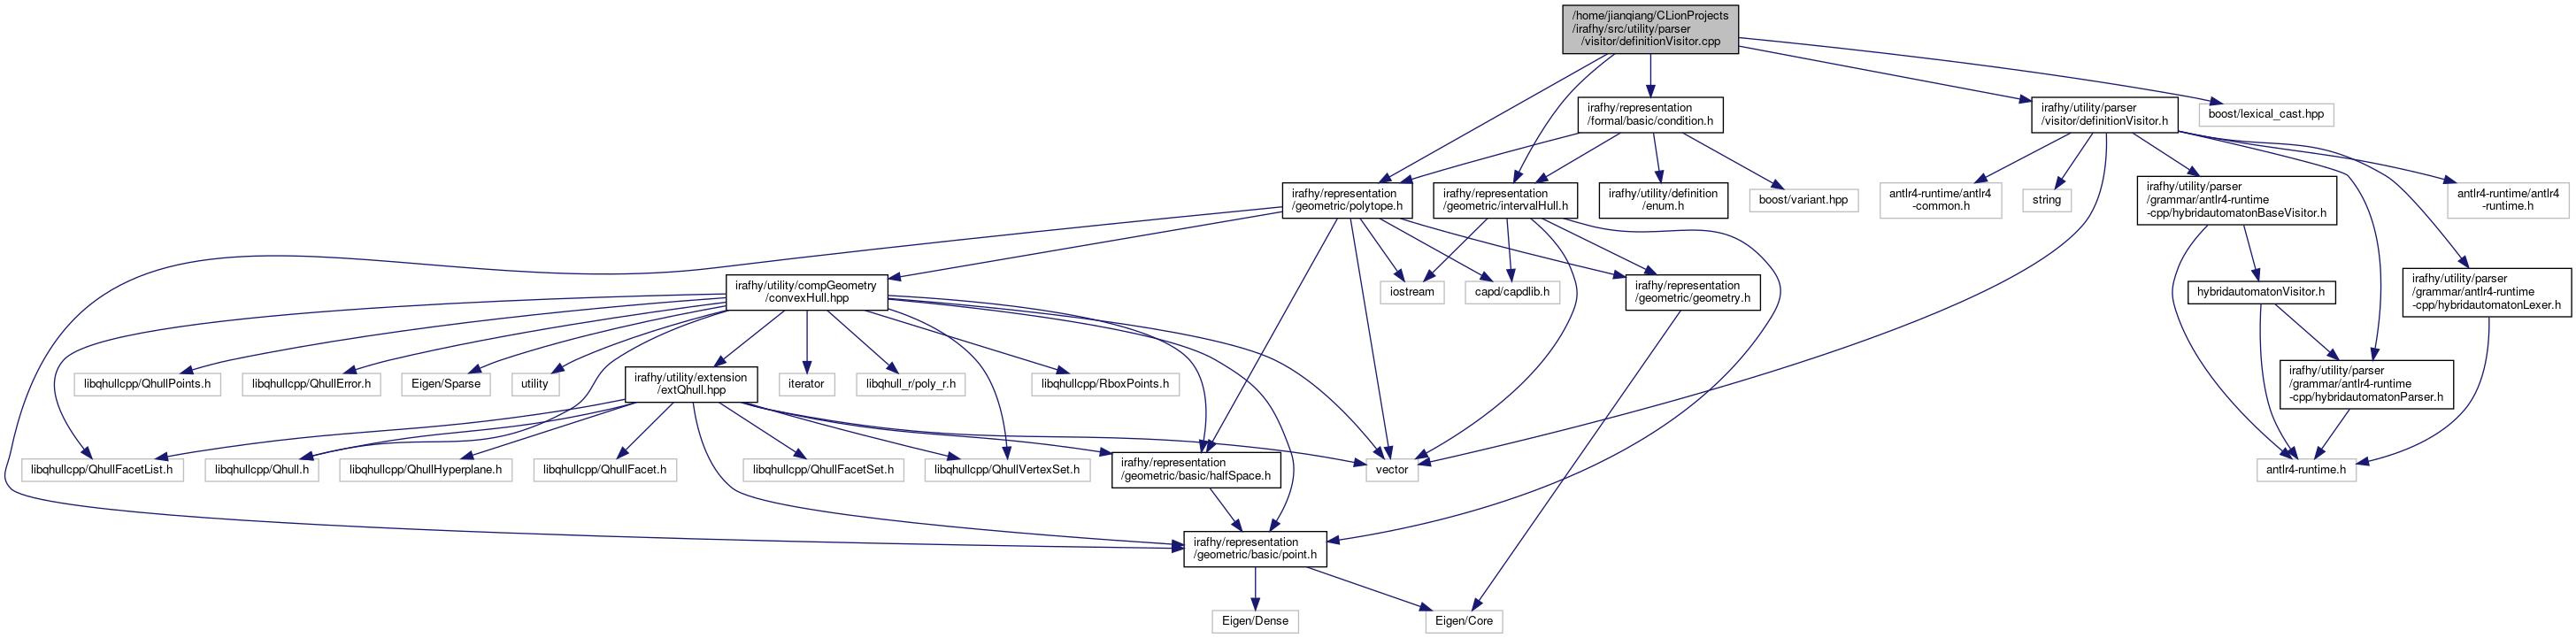 /home/jianqiang/CLionProjects
/irafhy/src/utility/parser
/visitor/definitionVisitor.cpp
irafhy/representation
/formal/basic/condition.h
irafhy/utility/parser
/visitor/definitionVisitor.h
boost/lexical_cast.hpp
irafhy/representation
/geometric/polytope.h
irafhy/representation
/geometric/intervalHull.h
irafhy/utility/definition
/enum.h
boost/variant.hpp
antlr4-runtime/antlr4
-common.h
string
irafhy/utility/parser
/grammar/antlr4-runtime
-cpp/hybridautomatonBaseVisitor.h
antlr4-runtime/antlr4
-runtime.h
irafhy/utility/compGeometry
/convexHull.hpp
iostream
capd/capdlib.h
irafhy/representation
/geometric/geometry.h
hybridautomatonVisitor.h
irafhy/utility/parser
/grammar/antlr4-runtime
-cpp/hybridautomatonLexer.h
libqhullcpp/QhullPoints.h
libqhullcpp/QhullError.h
Eigen/Sparse
utility
irafhy/utility/extension
/extQhull.hpp
iterator
libqhull_r/poly_r.h
libqhullcpp/RboxPoints.h
irafhy/utility/parser
/grammar/antlr4-runtime
-cpp/hybridautomatonParser.h
libqhullcpp/QhullFacetList.h
libqhullcpp/Qhull.h
libqhullcpp/QhullHyperplane.h
libqhullcpp/QhullFacet.h
libqhullcpp/QhullFacetSet.h
libqhullcpp/QhullVertexSet.h
irafhy/representation
/geometric/basic/halfSpace.h
vector
antlr4-runtime.h
irafhy/representation
/geometric/basic/point.h
Eigen/Dense
Eigen/Core